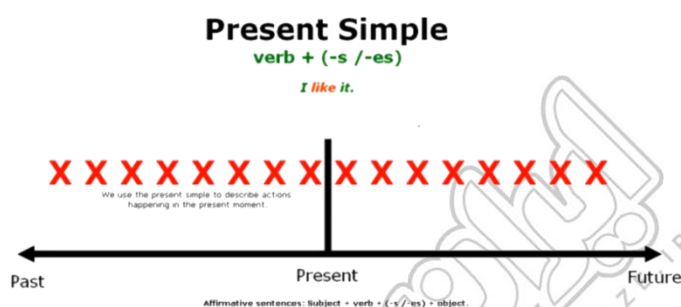 Present Simple
verb + (-s /-es)
I like it.
X X X X X X X X X X X X X X X X
We use the present simple to describe actions
happening in the present moment.
Past Present Future
Affirmative sentences: Subject + verb + (-s /-es) + object.